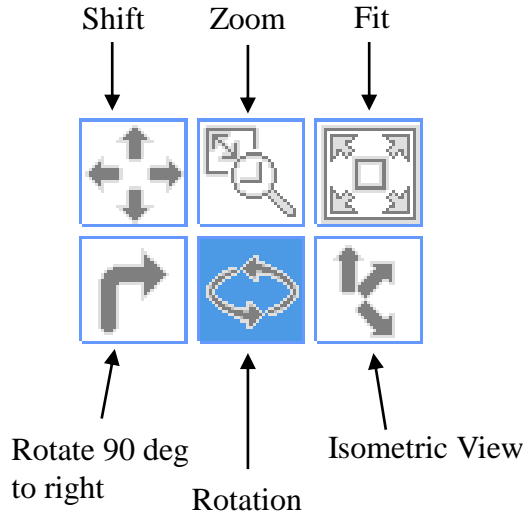 Shift
Zoom
Fit
Rotate 90 deg
to right
Rotation
Isometric View